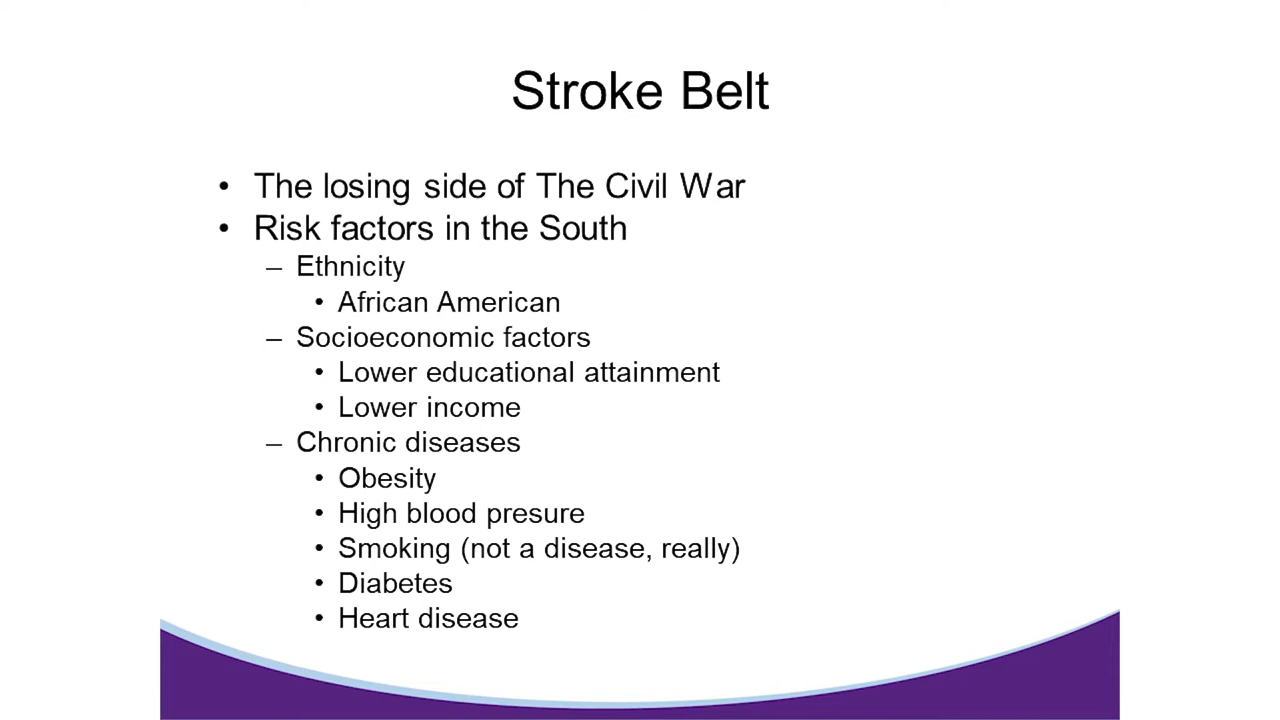 Stroke Belt
• The losing side of The Civil War
• Risk factors in the South
– Ethnicity
• African American
– Socioeconomic factors
• Lower educational attainment
• Lower income
– Chronic diseases
• Obesity
• High blood presure
• Smoking (not a disease, really)
• Diabetes
• Heart disease